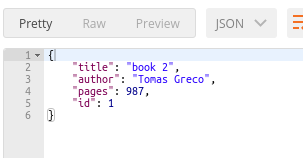 Pretty Raw Preview JSON
1 {
2 "title": "book 2",
3 "author": "Tomas Greco",
4 "pages": 987,
5 "id": 1
6 }